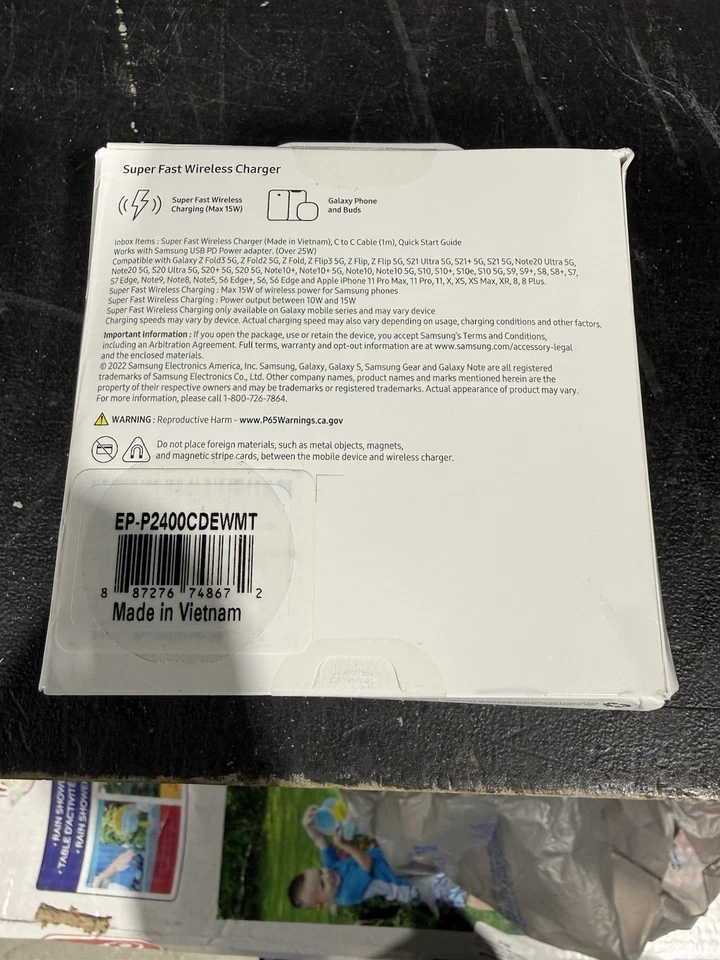 Super Fast Wireless Charger
Super Fast Wireless
Charging (Max 15W)
Galaxy Phone
and Buds
Inbox Items : Super Fast Wireless Charger (Made in Vietnam), C to C Cable (1m), Quick Start Guide
Works with Samsung USB PD Power adapter. (Over 25W)
Compatible with Galaxy Z Fold3 5G, Z Fold2 5G, Z Fold, Z Flip3 5G, Z Flip, Z Flip 5G, S21 Ultra 5G, S21+ 5G, S21 5G, Note20 Ultra 5G,
Note20 5G, S20 Ultra 5G, S20+ 5G, S20 5G, Note10+, Note10+ 5G, Note10, Note10 5G, S10, S10+, S10e, S10 5G, S9, S9+, S8, S8+, S7,
S7 Edge, Note9, Note8, Note5, S6 Edge+, S6, S6 Edge and Apple iPhone 11 Pro Max, 11 Pro, 11, X, XS, XS Max, XR, 8, 8 Plus.
Super Fast Wireless Charging : Max 15W of wireless power for Samsung phones
Super Fast Wireless Charging : Power output between 10W and 15W
Super Fast Wireless Charging only available on Galaxy mobile series and may vary device
Charging speeds may vary by device. Actual charging speed may also vary depending on usage, charging conditions and other factors.
Important Information : If you open the package, use or retain the device, you accept Samsung's Terms and Conditions,
including an Arbitration Agreement. Full terms, warranty and opt-out information are at www.samsung.com/accessory-legal
and the enclosed materials.
© 2022 Samsung Electronics America, Inc. Samsung, Galaxy, Galaxy S, Samsung Gear and Galaxy Note are all registered
trademarks of Samsung Electronics Co., Ltd. Other company names, product names and marks mentioned herein are the
property of their respective owners and may be trademarks or registered trademarks. Actual appearance of product may vary.
For more information, please call 1-800-726-7864.
WARNING : Reproductive Harm - www.P65Warnings.ca.gov
Do not place foreign materials, such as metal objects, magnets,
and magnetic stripe cards, between the mobile device and wireless charger.
EP-P2400CDEWMT
8 87276 74867 2
Made in Vietnam
• RAIN SHOW
• TABLE D'ACTIVITÉ
• RAIN SHOWE